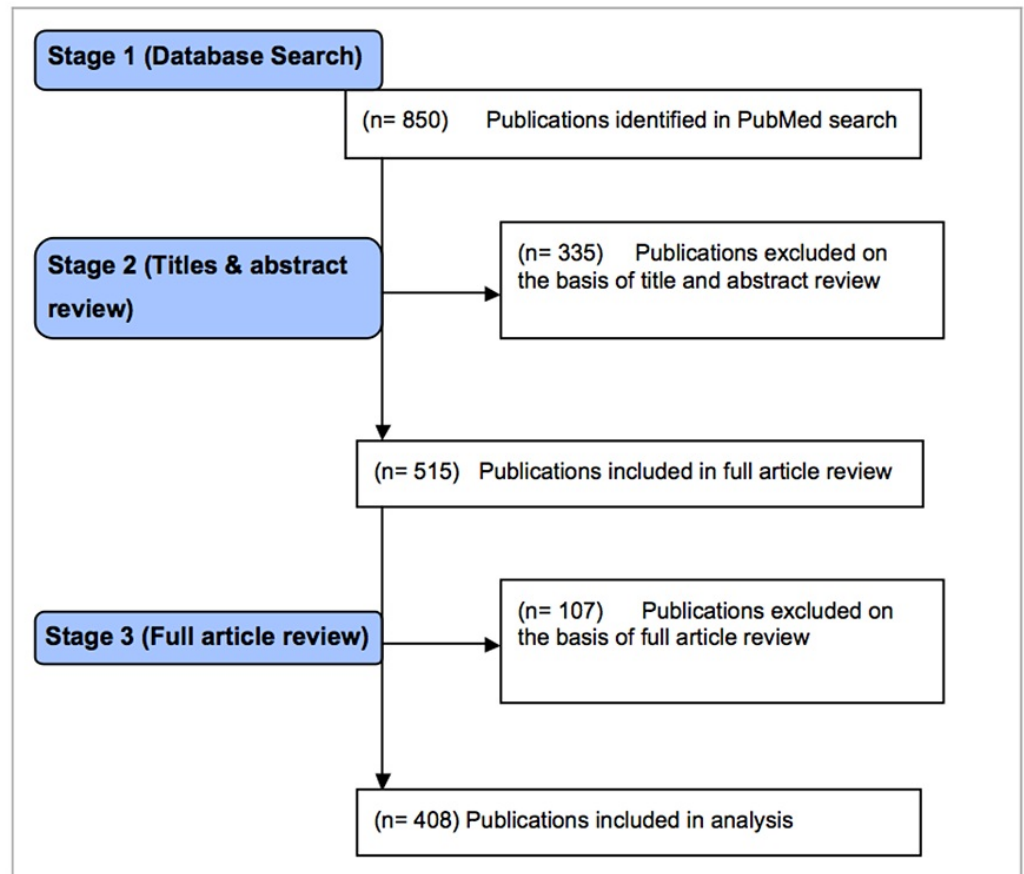 Stage 1 (Database Search)
(n= 850) Publications identified in PubMed search
Stage 2 (Titles & abstract
review)
(n= 335) Publications excluded on
the basis of title and abstract review
(n= 515) Publications included in full article review
Stage 3 (Full article review)
(n= 107) Publications excluded on
the basis of full article review
(n= 408) Publications included in analysis